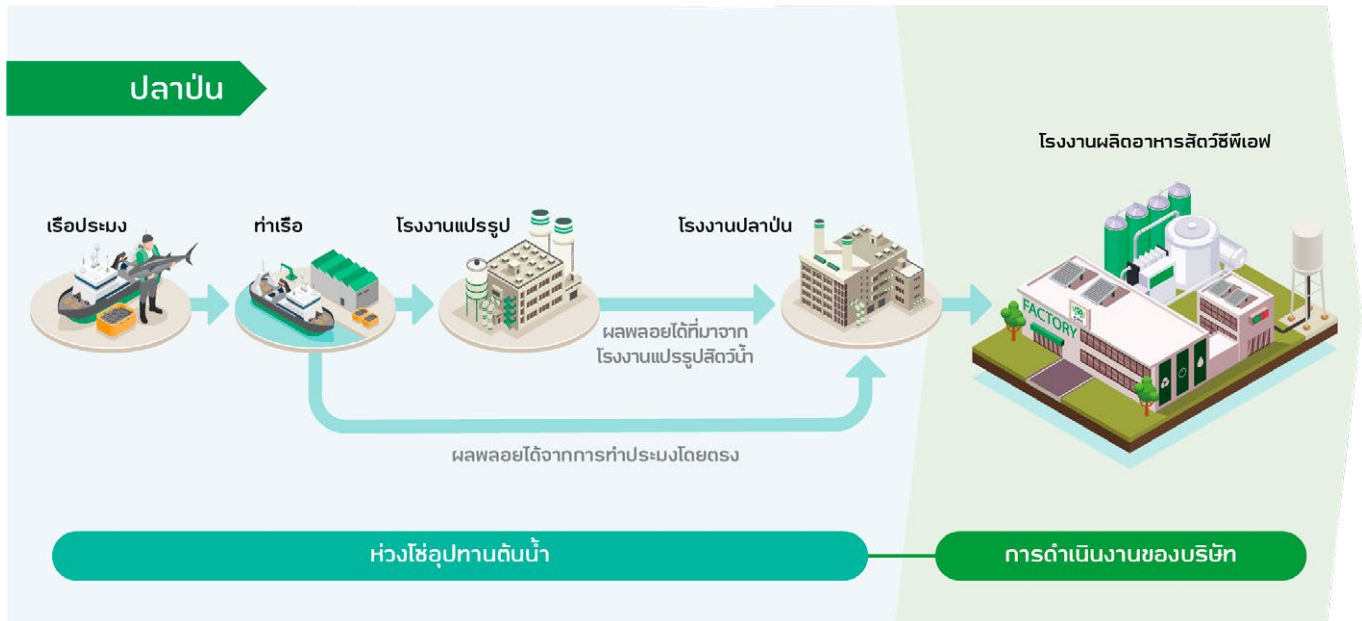 ปลาป่น
โรงงานผลิตอาหารสัตว์ซีพีเอฟ
เรือประมง
ท่าเรือ
โรงงานแปรรูป
โรงงานปลาป่น
FACTORY
ผลพลอยได้ที่มาจาก
โรงงานแปรรูปสัตว์น้ำ
ผลพลอยได้จากการทำประมงโดยตรง
ห่วงโซ่อุปทานต้นน้ำ
การดำเนินงานของบริษัท